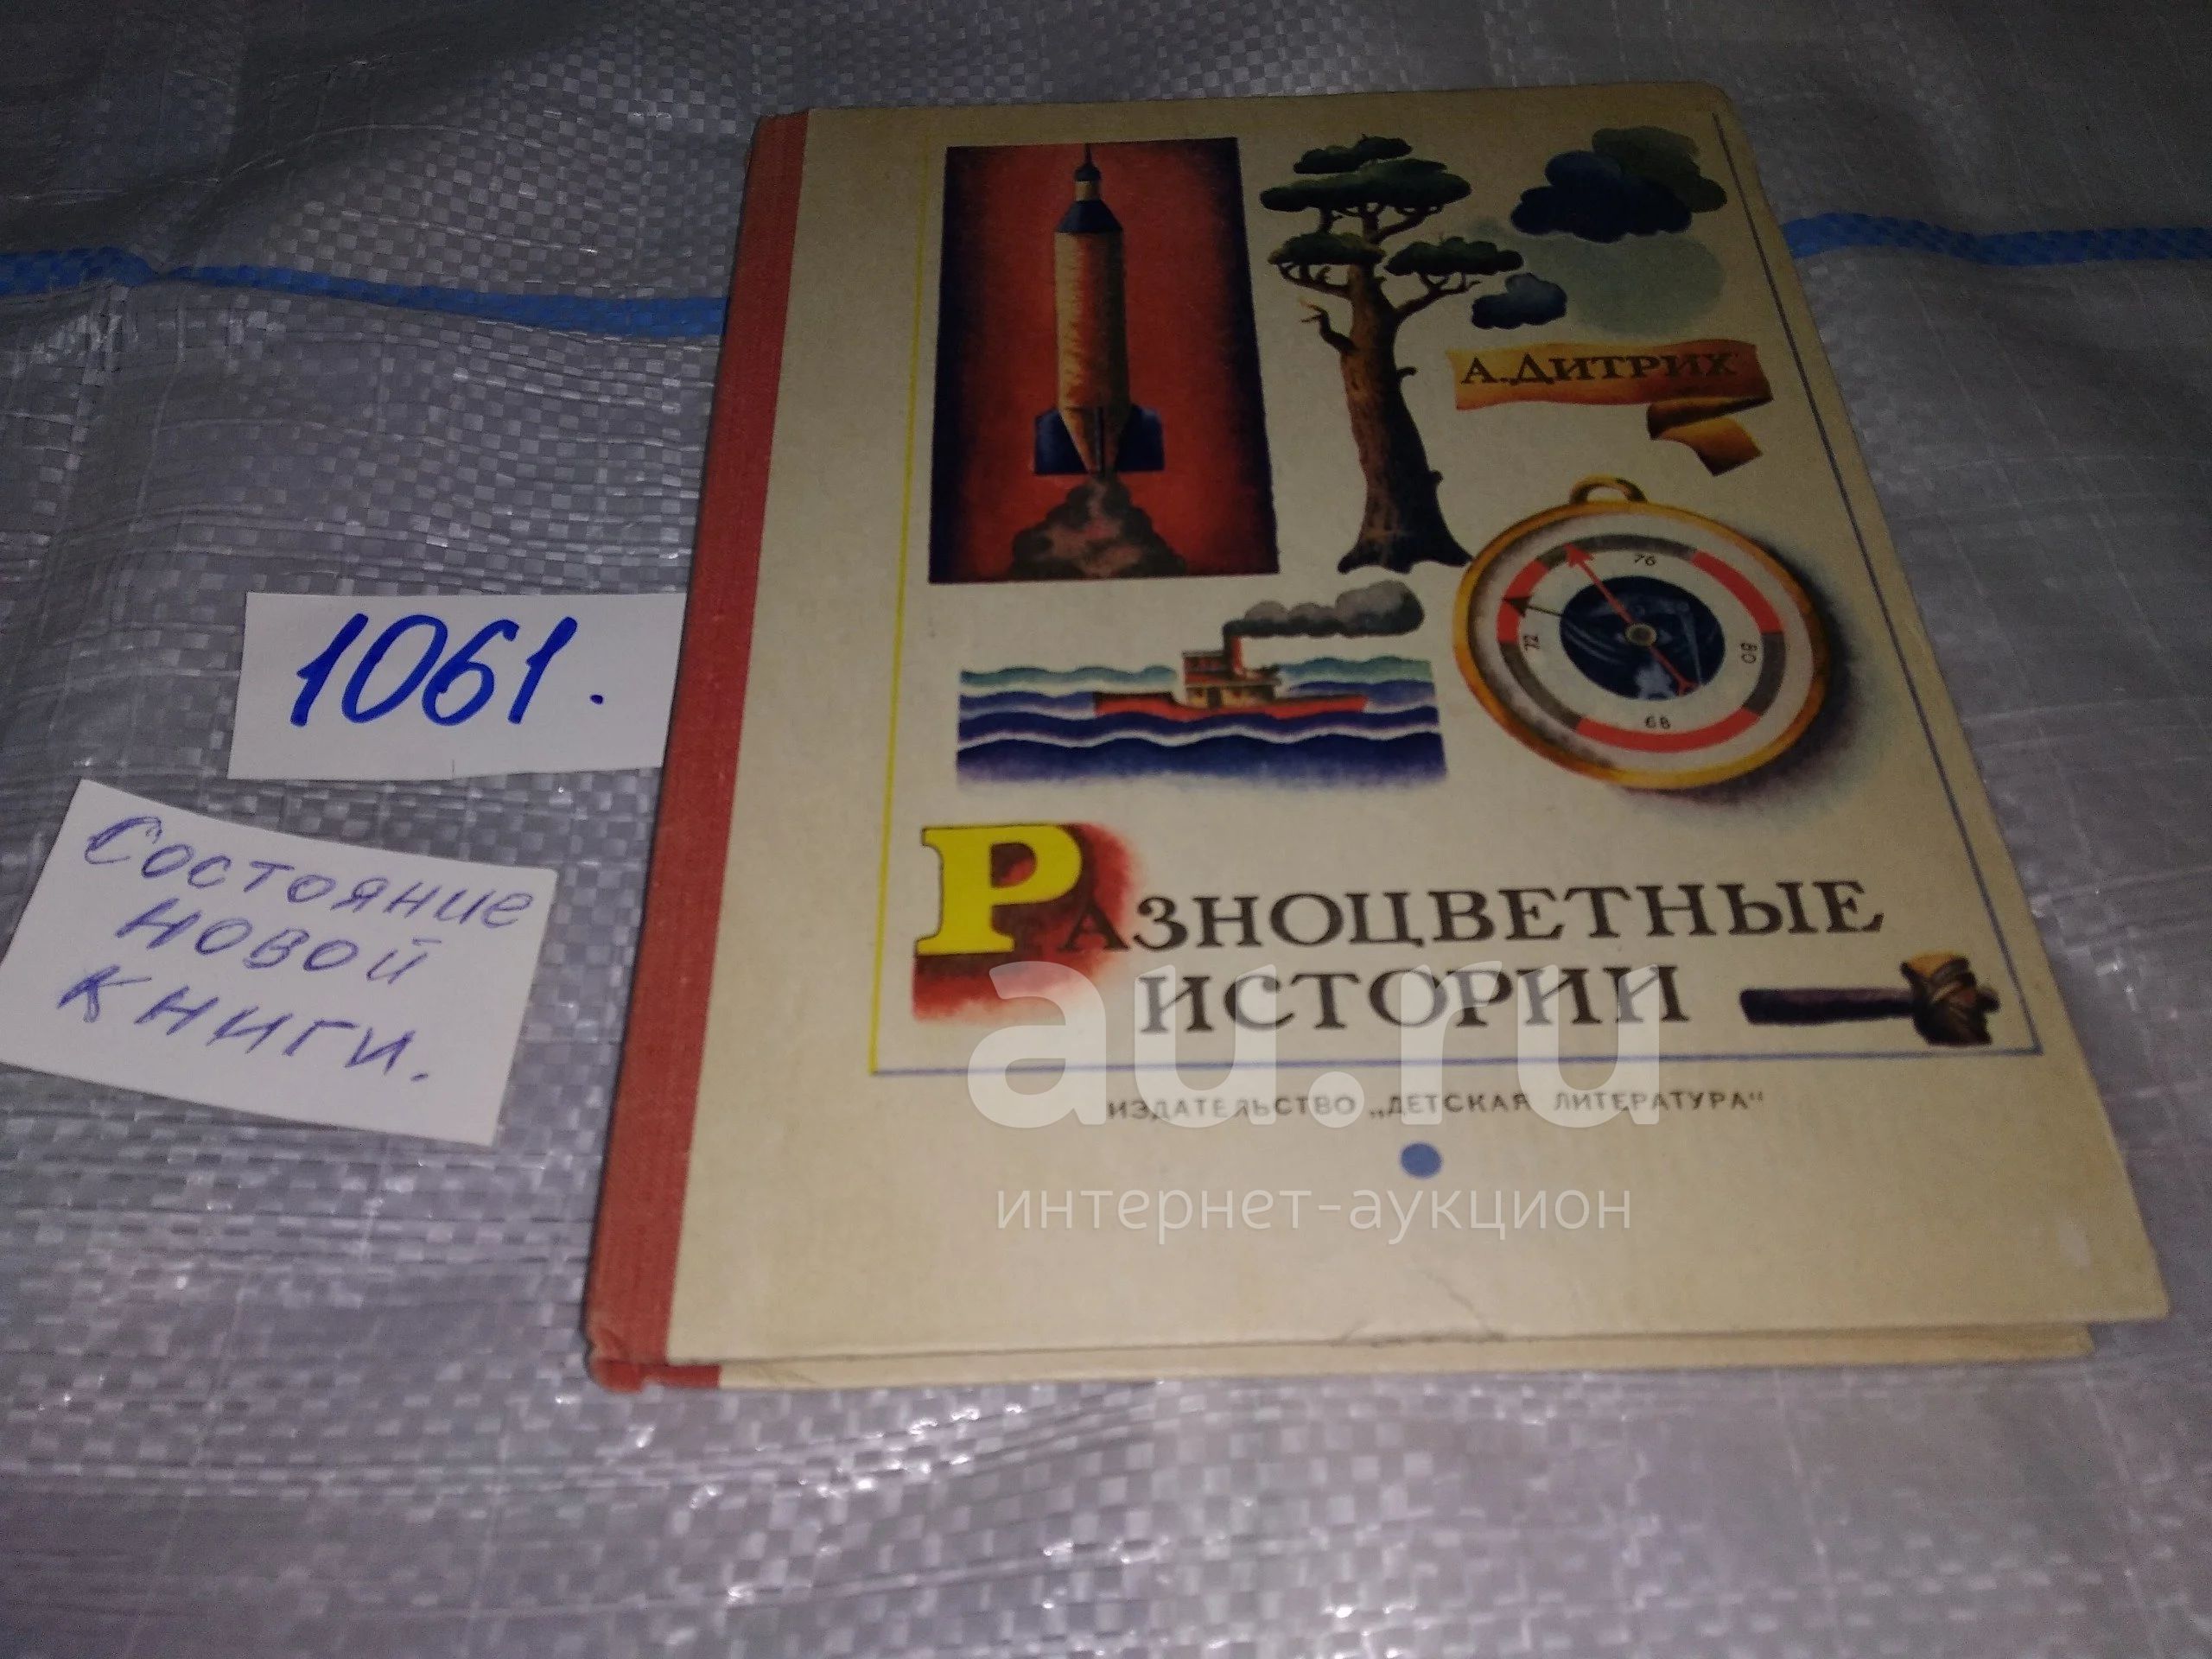 А.ДИТРИХ
76
72
80
68
1061.
Состояние
новой
книги.
РАЗНОЦВЕТНЫЕ
ИСТОРИИ
au.ru
ИЗДАТЕЛЬСТВО „ДЕТСКАЯ ЛИТЕРАТУРА“
интернет-аукцион